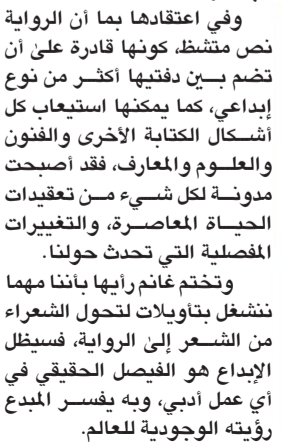 وفي اعتقادها بما أن الرواية
نص متشظ، كونها قادرة على أن
تضم بين دفتيها أكثر من نوع
إبداعي، كما يمكنها استيعاب كل
أشكال الكتابة الأخرى والفنون
والعلوم والمعارف، فقد أصبحت
مدونة لكل شيء من تعقيدات
الحياة المعاصرة، والتغييرات
المفصلية التي تحدث حولنا.
وتختم غانم رأيها بأننا مهما
ننشغل بتأويلات لتحول الشعراء
من الشعر إلى الرواية، فسيظل
الإبداع هو الفيصل الحقيقي في
أي عمل أدبي، وبه يفسر المبدع
رؤيته الوجودية للعالم.